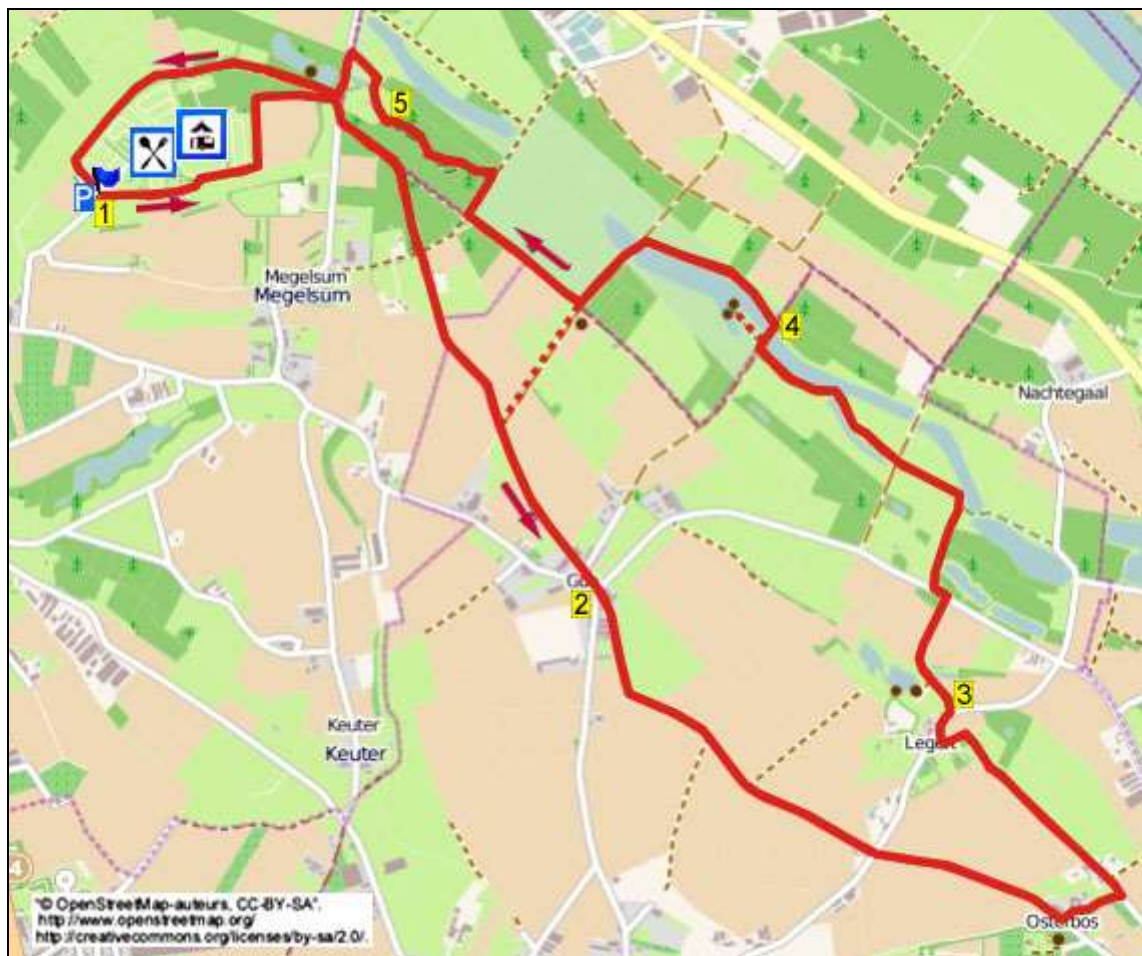 5
P
1
Megelsum
Megelsum
4
Nachtegaal
2
3
Keuter
Keuter
4
Osterbos
"© OpenStreetMap-auteurs, CC-BY-SA".
http://www.openstreetmap.org/
http://creativecommons.org/licenses/by-sa/2.0/.